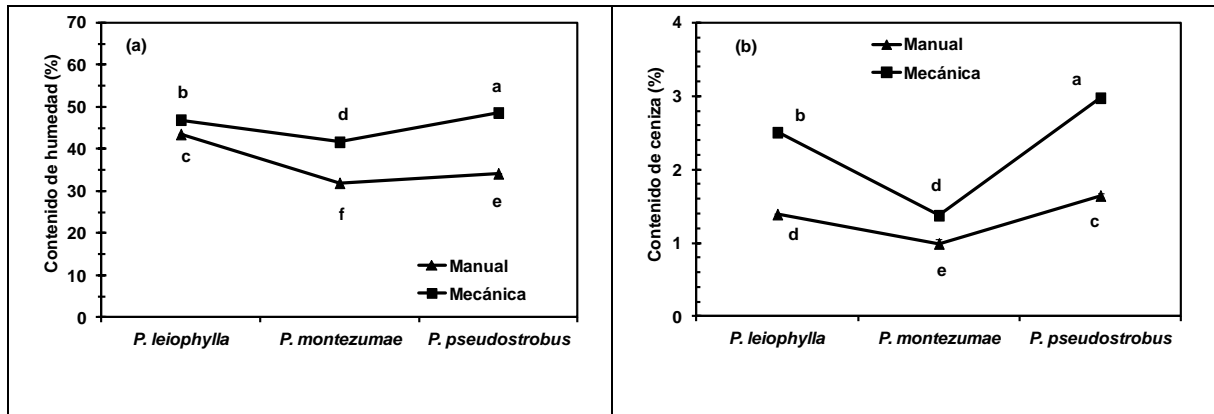 (a)
Contenido de humedad (%)
70
60
50
40
30
20
10
0
b
d
a
c
f
e
Manual
Mecánica
P. leiophylla
P. montezumae
P. pseudostrobus
(b)
Contenido de ceniza (%)
4
3
2
1
0
Manual
Mecánica
b
d
a
d
e
c
P. leiophylla
P. montezumae
P. pseudostrobus